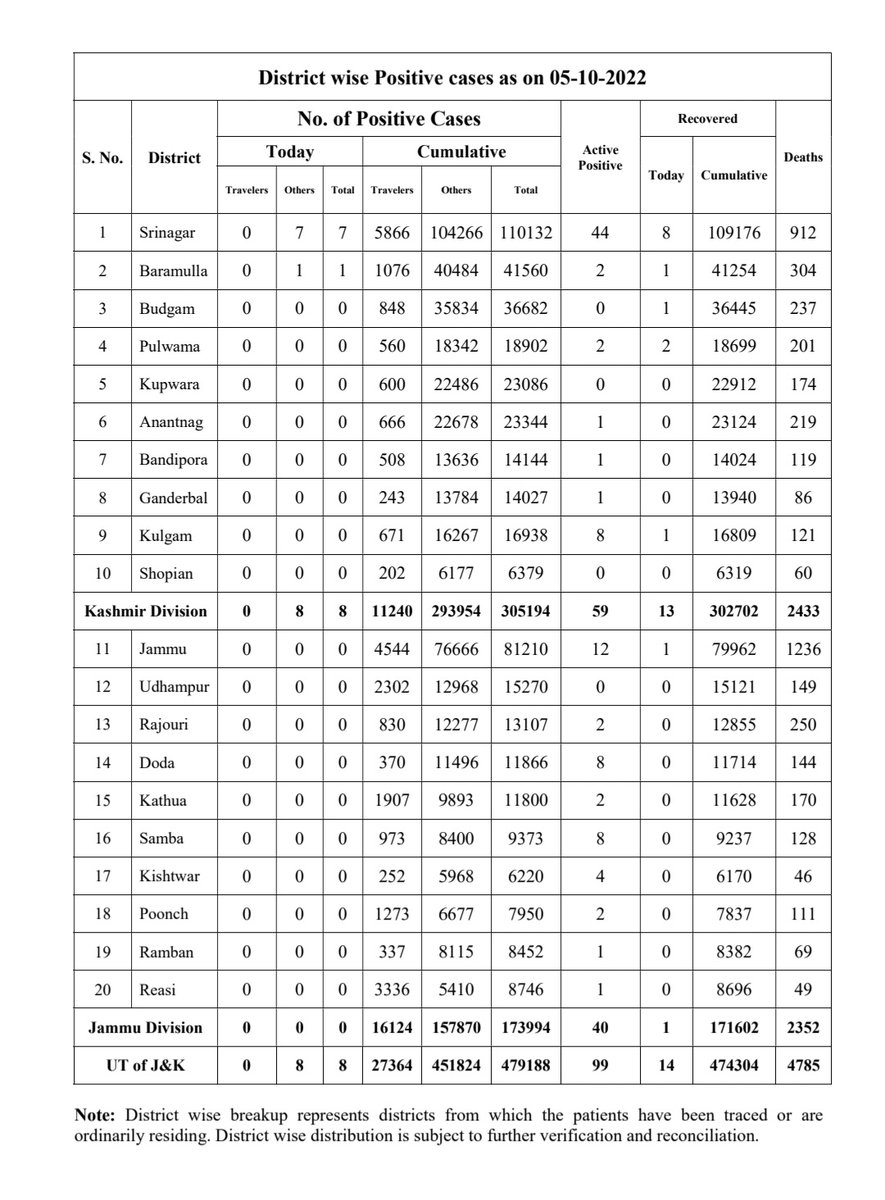 District wise Positive cases as on 05-10-2022
S. No. District No. of Positive Cases Active Positive Recovered Deaths
Today Cumulative Today Cumulative
Travelers Others Total Travelers Others Total
1 Srinagar 0 7 7 5866 104266 110132 44 8 109176 912
2 Baramulla 0 1 1 1076 40484 41560 2 1 41254 304
3 Budgam 0 0 0 848 35834 36682 0 1 36445 237
4 Pulwama 0 0 0 560 18342 18902 2 2 18699 201
5 Kupwara 0 0 0 600 22486 23086 0 0 22912 174
6 Anantnag 0 0 0 666 22678 23344 1 0 23124 219
7 Bandipora 0 0 0 508 13636 14144 1 0 14024 119
8 Ganderbal 0 0 0 243 13784 14027 1 0 13940 86
9 Kulgam 0 0 0 671 16267 16938 8 1 16809 121
10 Shopian 0 0 0 202 6177 6379 0 0 6319 60
Kashmir Division 0 8 8 11240 293954 305194 59 13 302702 2433
11 Jammu 0 0 0 4544 76666 81210 12 1 79962 1236
12 Udhampur 0 0 0 2302 12968 15270 0 0 15121 149
13 Rajouri 0 0 0 830 12277 13107 2 0 12855 250
14 Doda 0 0 0 370 11496 11866 8 0 11714 144
15 Kathua 0 0 0 1907 9893 11800 2 0 11628 170
16 Samba 0 0 0 973 8400 9373 8 0 9237 128
17 Kishtwar 0 0 0 252 5968 6220 4 0 6170 46
18 Poonch 0 0 0 1273 6677 7950 2 0 7837 111
19 Ramban 0 0 0 337 8115 8452 1 0 8382 69
20 Reasi 0 0 0 3336 5410 8746 1 0 8696 49
Jammu Division 0 0 0 16124 157870 173994 40 1 171602 2352
UT of J&K 0 8 8 27364 451824 479188 99 14 474304 4785
Note: District wise breakup represents districts from which the patients have been traced or are
ordinarily residing. District wise distribution is subject to further verification and reconciliation.